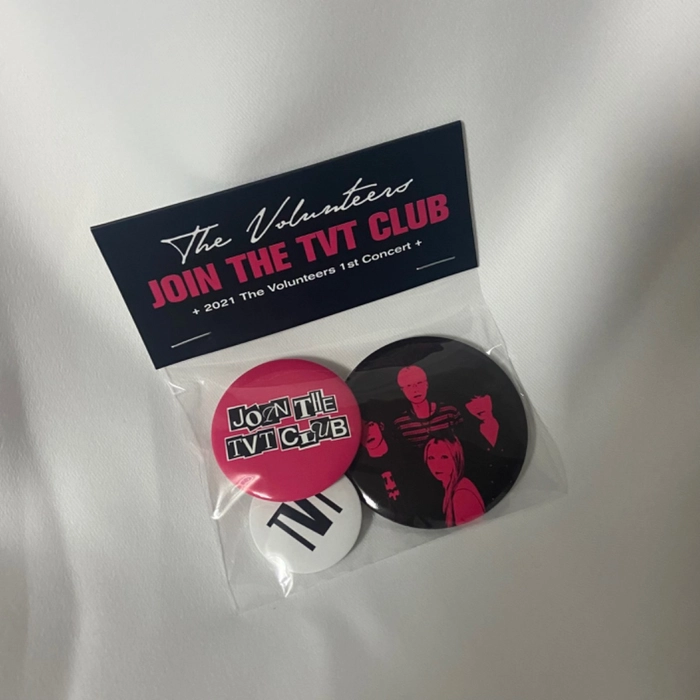 The Volunteers
JOIN THE TVT CLUB
+ 2021 The Volunteers 1st Concert +
JOIN THE
TVT CLUB
TVT